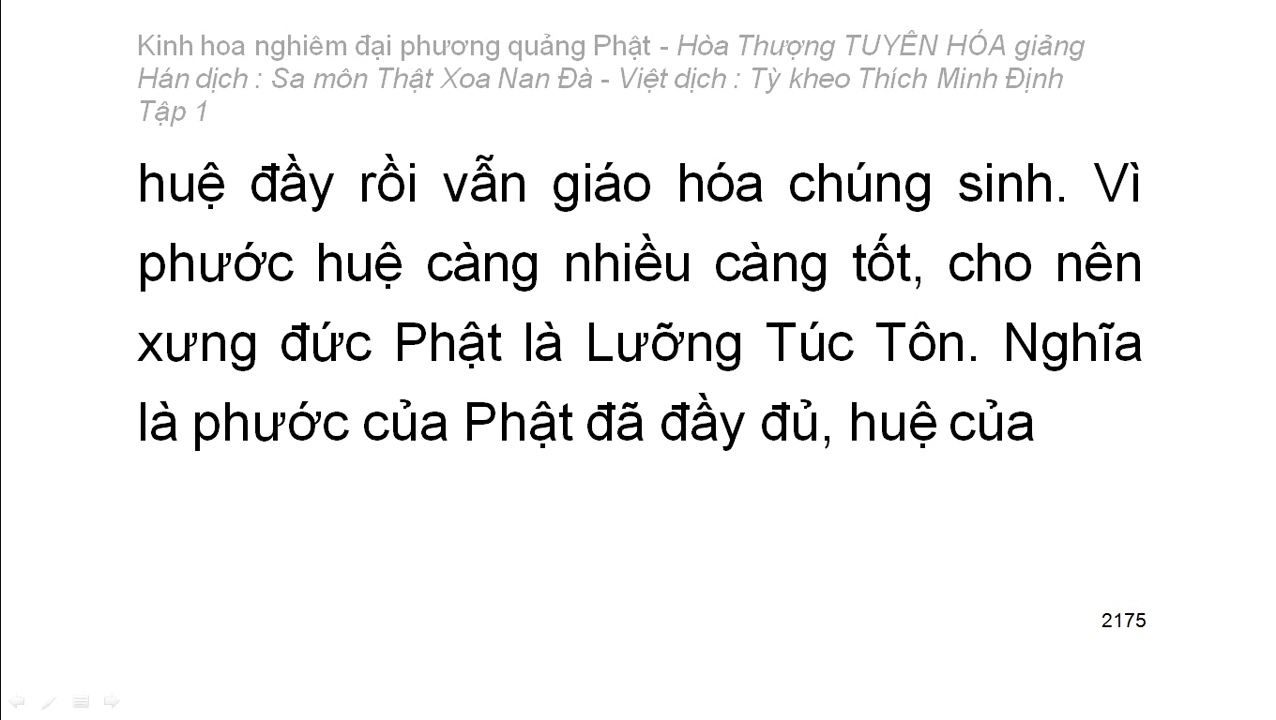 Kinh hoa nghiêm đại phương quảng Phật - Hòa Thượng TUYÊN HÓA giảng
Hán dịch : Sa môn Thật Xoa Nan Đà - Việt dịch : Tỳ kheo Thích Minh Định
Tập 1
huệ đầy rồi vẫn giáo hóa chúng sinh. Vì
phước huệ càng nhiều càng tốt, cho nên
xưng đức Phật là Lưỡng Túc Tôn. Nghĩa
là phước của Phật đã đầy đủ, huệ của
2175